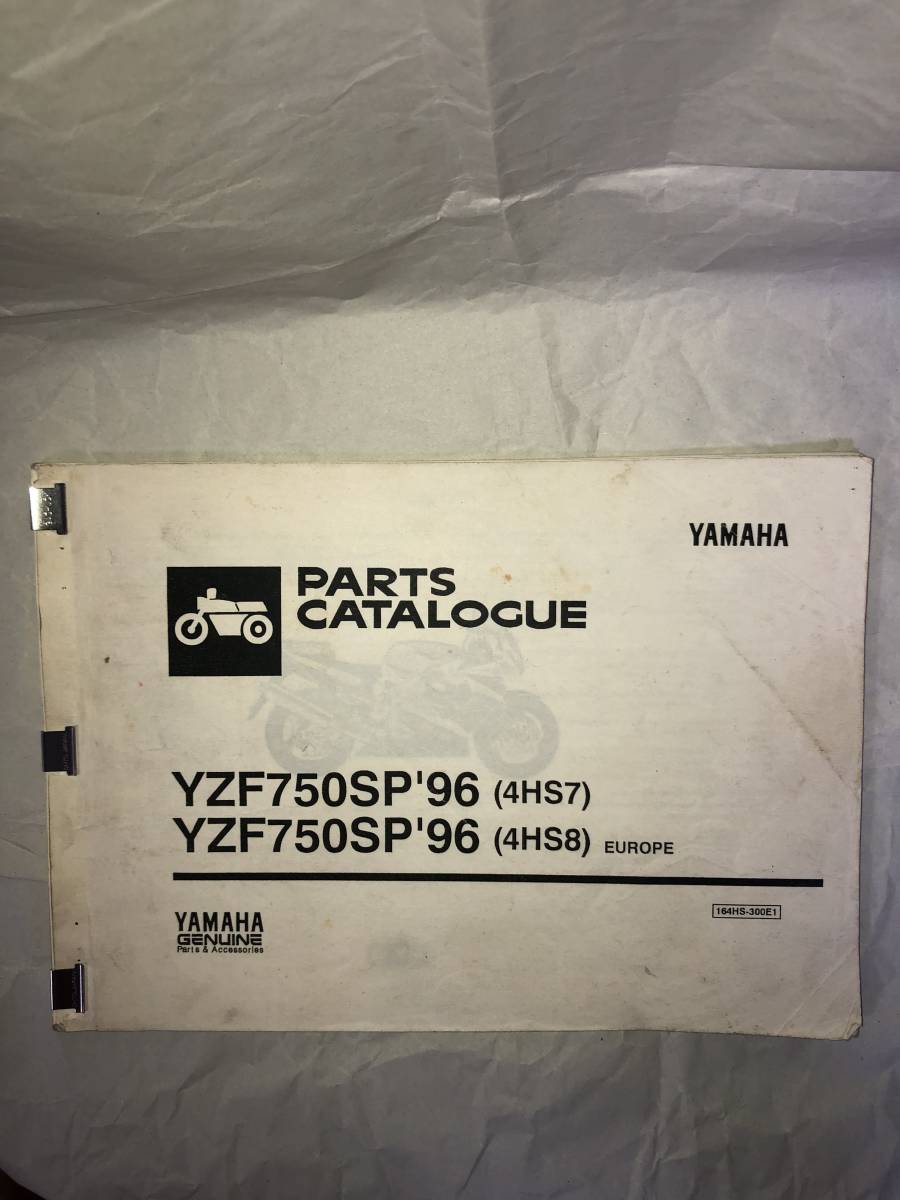 YAMAHA
PARTS
CATALOGUE
YZF750SP'96 (4HS7)
YZF750SP'96 (4HS8) EUROPE
164HS-300E1
YAMAHA
GENUINE
Parts & Accessories